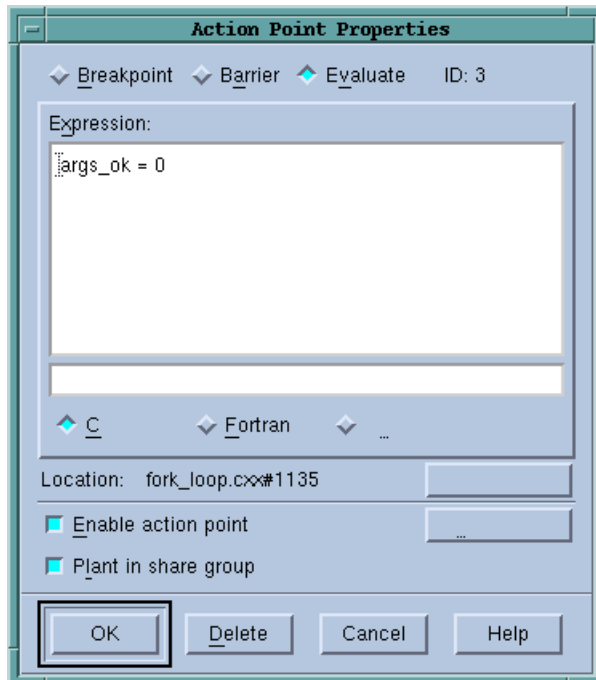 Action Point Properties
Breakpoint Barrier Evaluate ID: 3
Expression:
args_ok = 0
C Fortran ...
Location: fork_loop.cxx#1135
Enable action point ...
Plant in share group
OK Delete Cancel Help